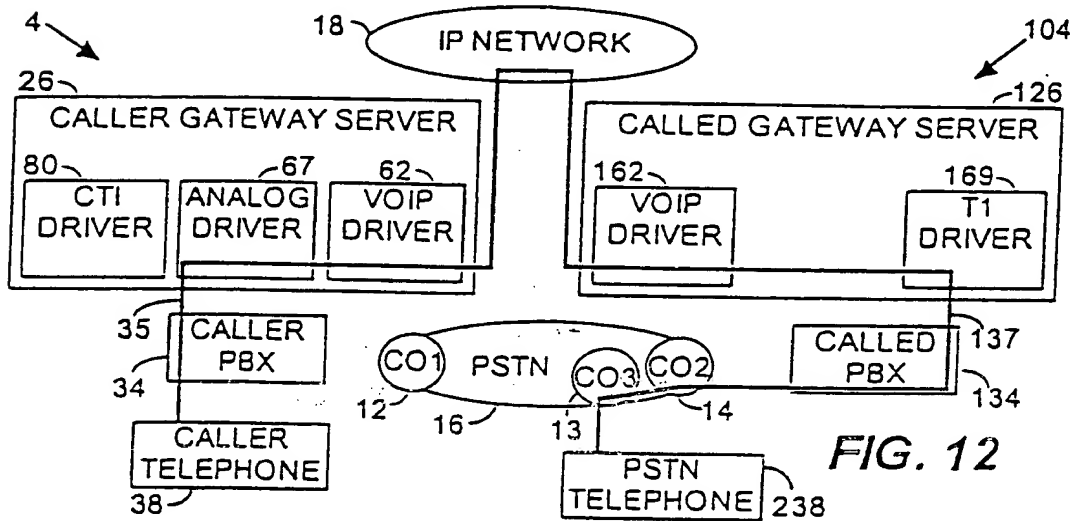 4
18
IP NETWORK
104
26
CALLER GATEWAY SERVER
126
CALLED GATEWAY SERVER
80
CTI
DRIVER
67
ANALOG
DRIVER
62
VOIP
DRIVER
162
VOIP
DRIVER
169
T1
DRIVER
35
CALLER
PBX
34
CO1
PSTN
CO3
CO2
12
16
13
14
CALLED
PBX
137
134
CALLER
TELEPHONE
38
PSTN
TELEPHONE
238
FIG. 12